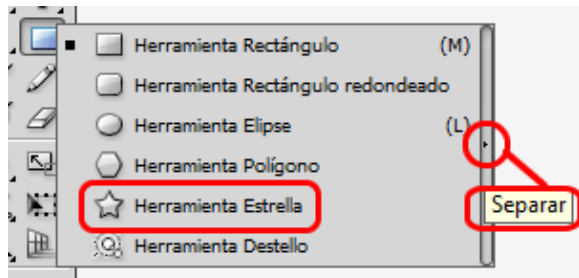 Herramienta Rectángulo (M)
Herramienta Rectángulo redondeado
Herramienta Elipse (L)
Herramienta Polígono
Herramienta Estrella
Separar
Herramienta Destello